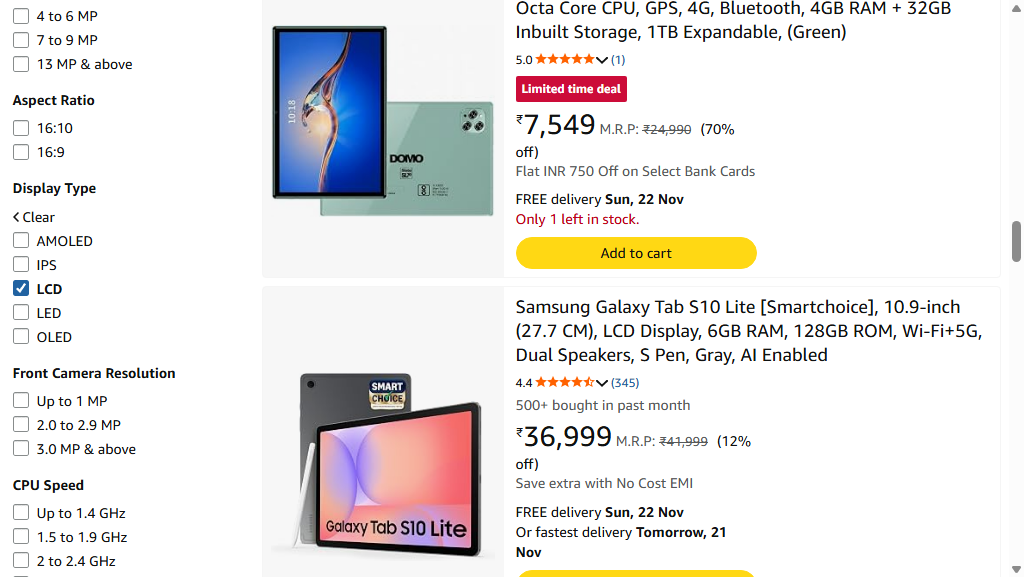 4 to 6 MP
7 to 9 MP
13 MP & above
Aspect Ratio
16:10
16:9
Display Type
Clear
AMOLED
IPS
LCD
LED
OLED
Front Camera Resolution
Up to 1 MP
2.0 to 2.9 MP
3.0 MP & above
CPU Speed
Up to 1.4 GHz
1.5 to 1.9 GHz
2 to 2.4 GHz
10:18
DOMO
Octa Core CPU, GPS, 4G, Bluetooth, 4GB RAM + 32GB
Inbuilt Storage, 1TB Expandable, (Green)
5.0 (1)
Limited time deal
₹7,549 M.R.P: ₹24,990 (70%
off)
Flat INR 750 Off on Select Bank Cards
FREE delivery Sun, 22 Nov
Only 1 left in stock.
Add to cart
SMART
CHOICE
Galaxy Tab S10 Lite
Samsung Galaxy Tab S10 Lite [Smartchoice], 10.9-inch
(27.7 CM), LCD Display, 6GB RAM, 128GB ROM, Wi-Fi+5G,
Dual Speakers, S Pen, Gray, AI Enabled
4.4 (345)
500+ bought in past month
₹36,999 M.R.P: ₹41,999 (12%
off)
Save extra with No Cost EMI
FREE delivery Sun, 22 Nov
Or fastest delivery Tomorrow, 21
Nov